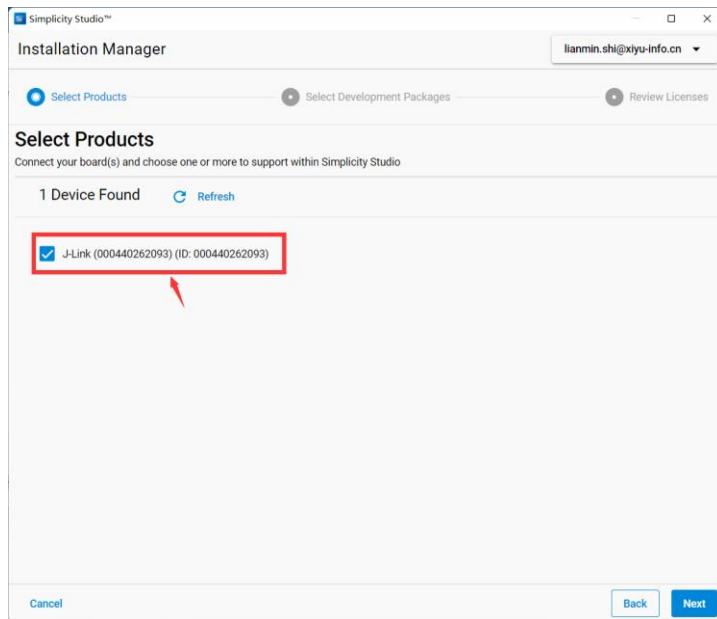 Simplicity Studio™
Installation Manager
lianmin.shi@xiyu-info.cn
Select Products
Select Development Packages
Review Licenses
Select Products
Connect your board(s) and choose one or more to support within Simplicity Studio
1 Device Found
Refresh
J-Link (000440262093) (ID: 000440262093)
Cancel
Back
Next